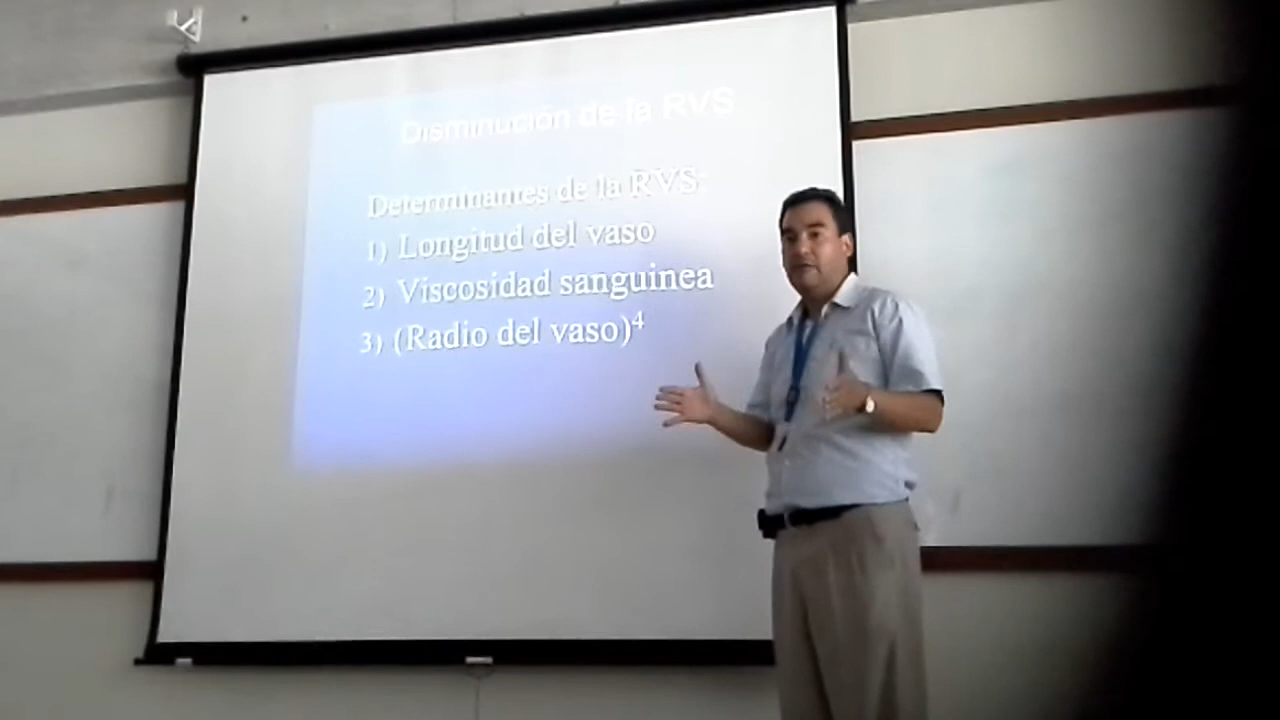 Disminución de la RVS
Determinantes de la RVS:
1) Longitud del vaso
2) Viscosidad sanguinea
3) (Radio del vaso)⁴